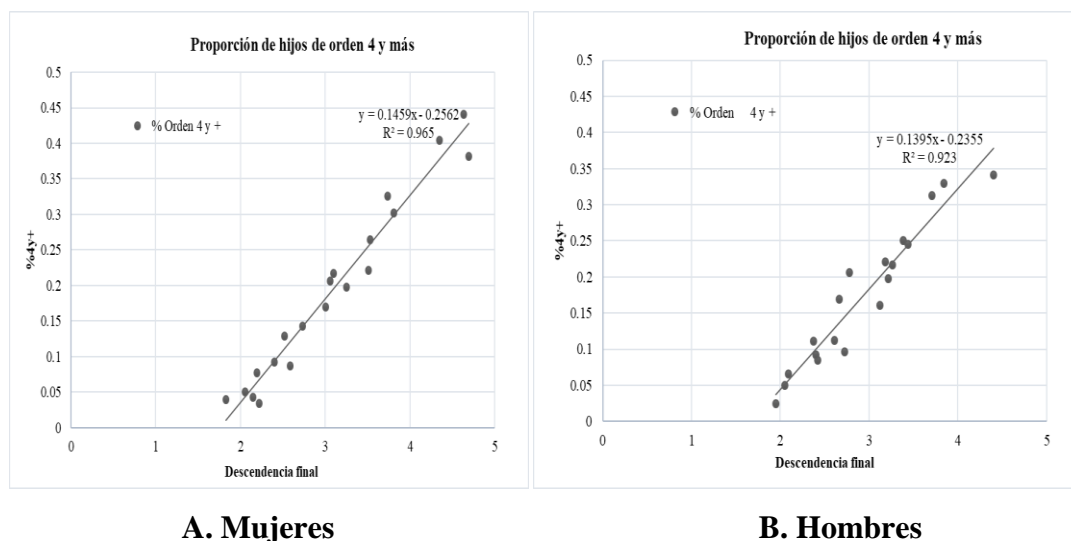 Proporción de hijos de orden 4 y más
0.5
0.45
0.4
0.35
0.3
0.25
0.2
0.15
0.1
0.05
0
%4y+
% Orden 4 y +
y = 0.1459x - 0.2562
R² = 0.965
0 1 2 3 4 5
Descendencia final
A. Mujeres
Proporción de hijos de orden 4 y más
0.5
0.45
0.4
0.35
0.3
0.25
0.2
0.15
0.1
0.05
0
%4y+
% Orden 4 y +
y = 0.1395x - 0.2355
R² = 0.923
0 1 2 3 4 5
Descendencia final
B. Hombres